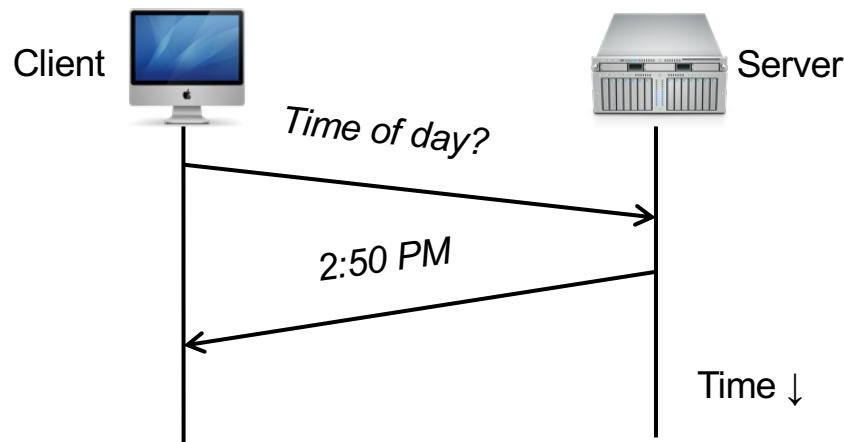 Client
Server
Time of day?
2:50 PM
Time ↓